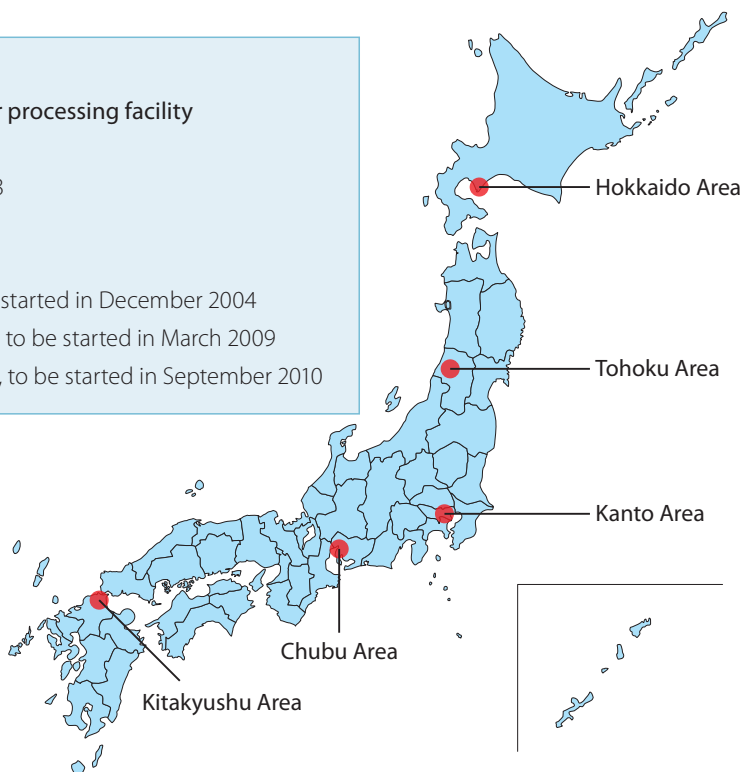 processing facility
started in December 2004
to be started in March 2009
, to be started in September 2010
Hokkaido Area
Tohoku Area
Kanto Area
Chubu Area
Kitakyushu Area